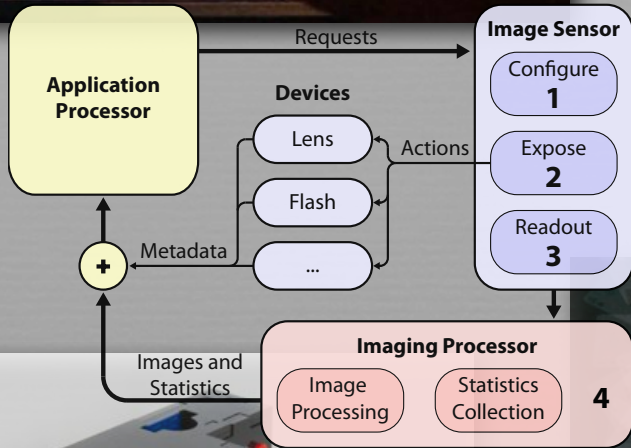 Application
Processor
Requests
Image Sensor
Configure
1
Expose
2
Readout
3
Devices
Lens
Flash
...
Actions
Metadata
+
Images and
Statistics
Imaging Processor
Image
Processing
Statistics
Collection
4